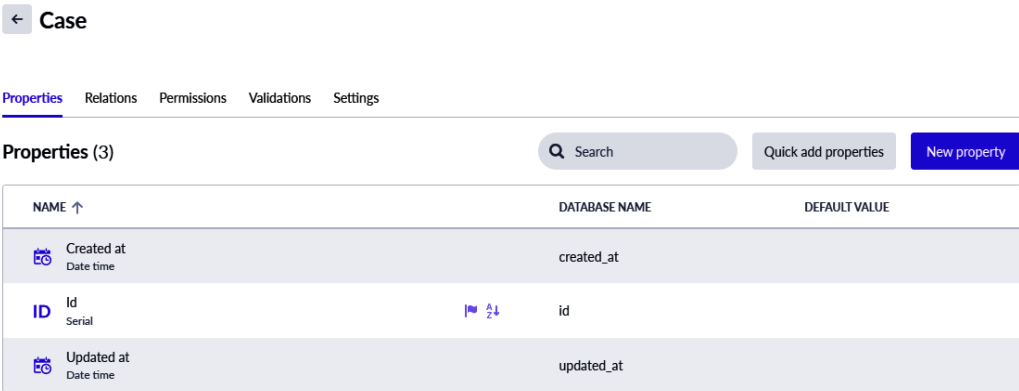 Case
Properties Relations Permissions Validations Settings
Properties (3) Search Quick add properties New property
NAME DATABASE NAME DEFAULT VALUE
Created at
Date time
created_at
ID Id
Serial
AZ
id
Updated at
Date time
updated_at